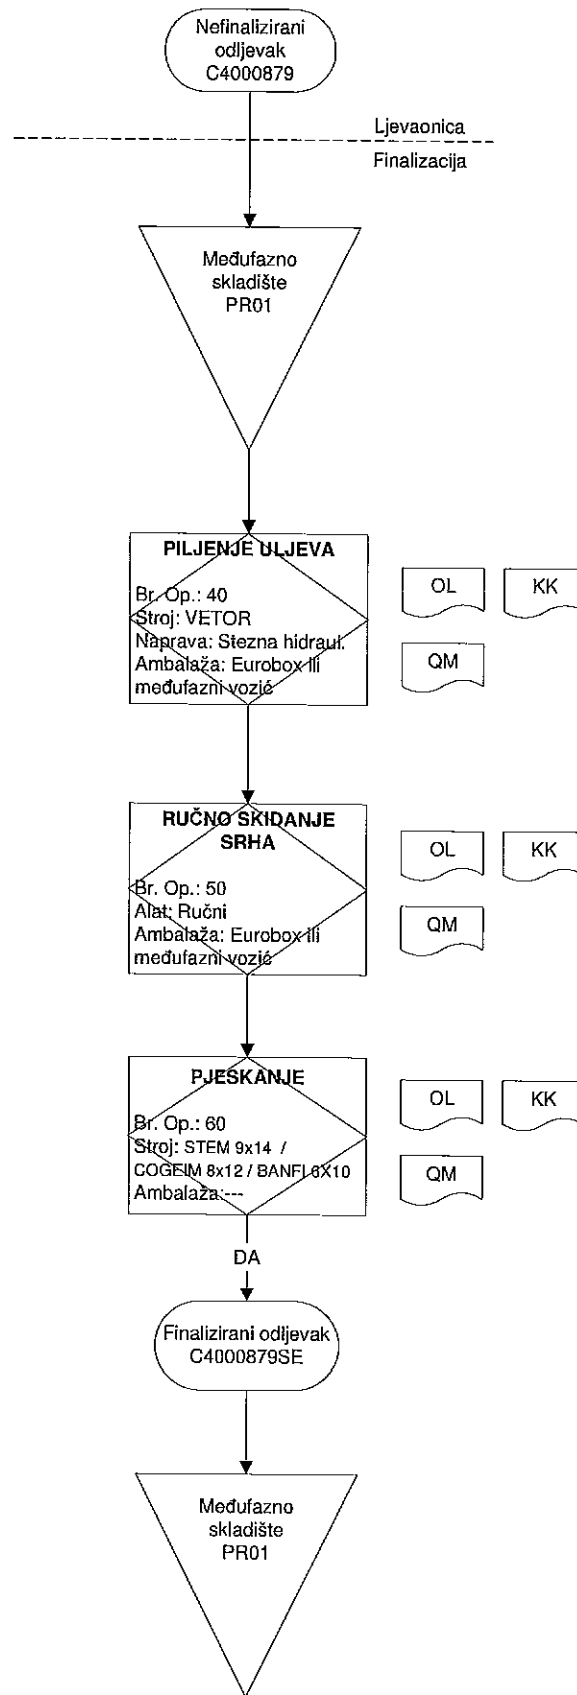 Nefinalizirani
odljevak
C4000879
Ljevaonica
Finalizacija
Međufazno
skladište
PR01
PILJENJE ULJEVA
Br. Op.: 40
Stroj: VETOR
Naprava: Stezna hidraul.
Ambalaža: Eurobox ili
međufazni vozić
OL
KK
QM
RUČNO SKIDANJE
SRHA
Br. Op.: 50
Alat: Ručni
Ambalaža: Eurobox ili
međufazni vozić
OL
KK
QM
PJESKANJE
Br. Op.: 60
Stroj: STEM 9x14 /
COGEIM 8x12 / BANFI 6X10
Ambalaža:---
OL
KK
QM
DA
Finalizirani odljevak
C4000879SE
Međufazno
skladište
PR01